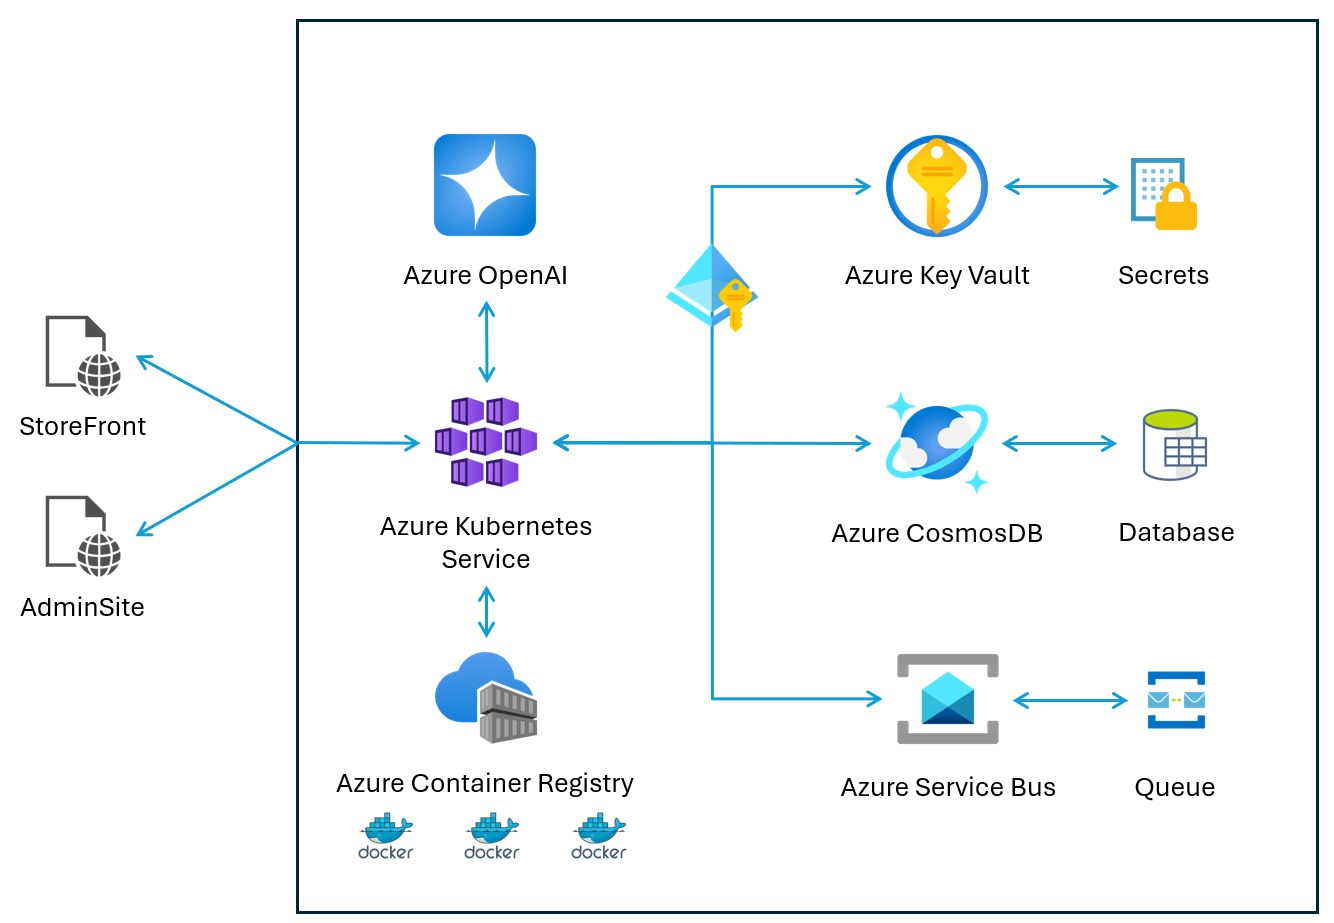 Azure OpenAI
Azure Key Vault
Secrets
StoreFront
Azure Kubernetes
Service
Azure CosmosDB
Database
AdminSite
Azure Container Registry
docker
docker
docker
Azure Service Bus
Queue